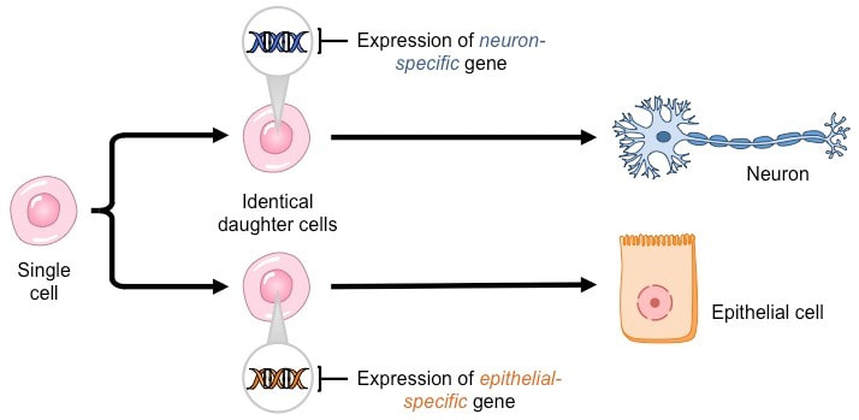 Expression of neuron-
specific gene
Identical
daughter cells
Neuron
Single
cell
Epithelial cell
Expression of epithelial-
specific gene